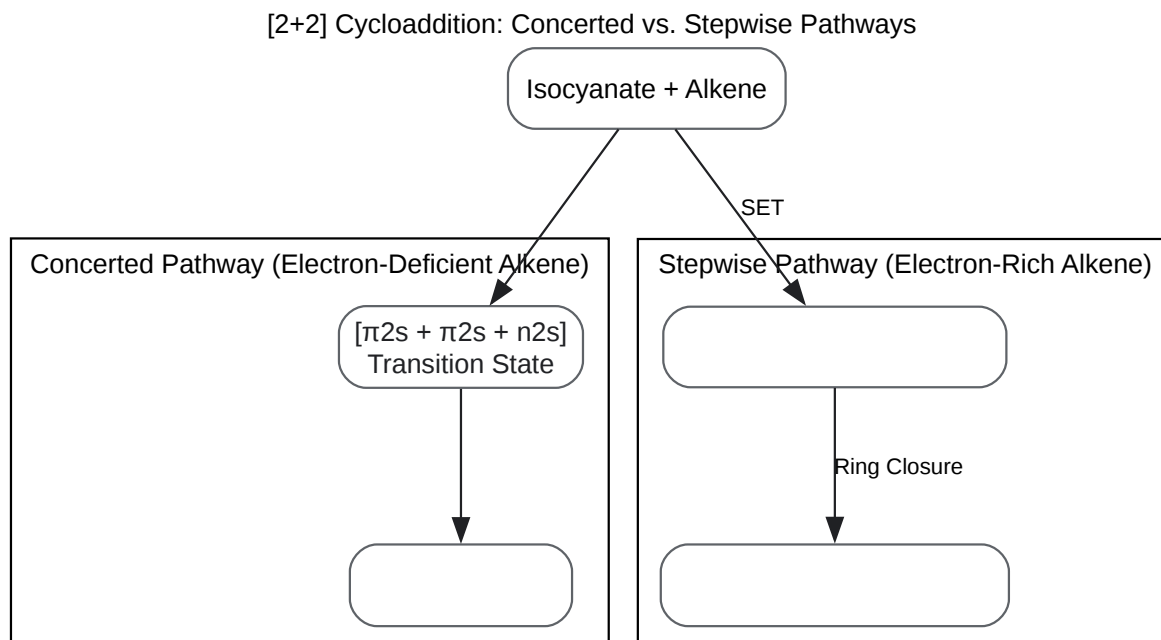 [2+2] Cycloaddition: Concerted vs. Stepwise Pathways
Isocyanate + Alkene
SET
Concerted Pathway (Electron-Deficient Alkene)
Stepwise Pathway (Electron-Rich Alkene)
[π2s + π2s + n2s]
Transition State
Ring Closure